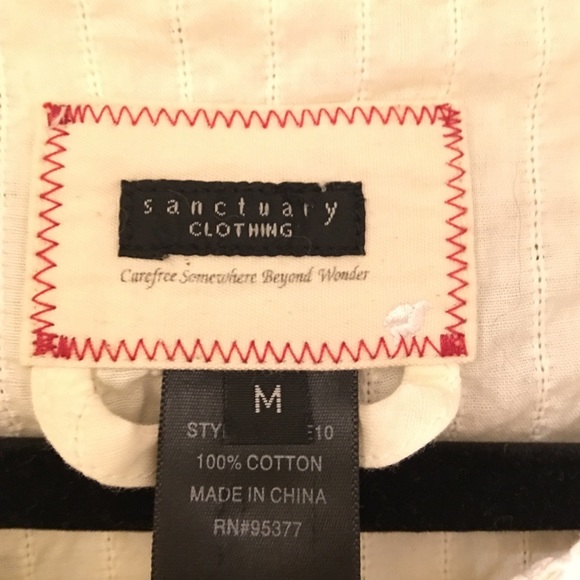 sanctuary
CLOTHING
Carefree Somewhere Beyond Wonder
M
100% COTTON
MADE IN CHINA
RN#95377